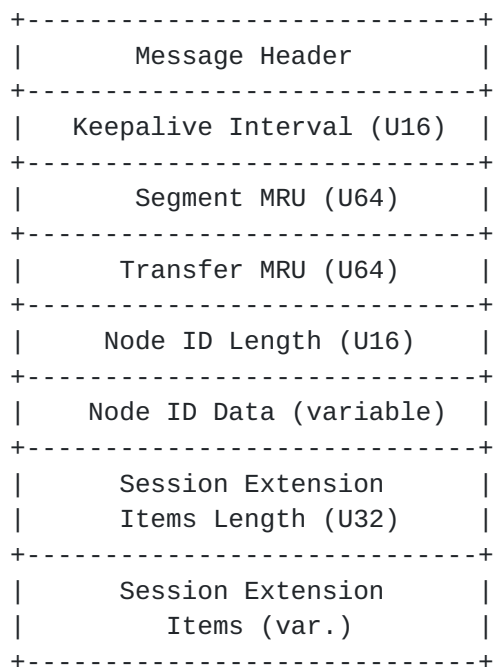 +-----------------------------+
|        Message Header        |
+-----------------------------+
|   Keepalive Interval (U16)  |
+-----------------------------+
|       Segment MRU (U64)     |
+-----------------------------+
|      Transfer MRU (U64)     |
+-----------------------------+
|     Node ID Length (U16)    |
+-----------------------------+
|    Node ID Data (variable)  |
+-----------------------------+
|      Session Extension      |
|      Items Length (U32)     |
+-----------------------------+
|      Session Extension      |
|         Items (var.)        |
+-----------------------------+